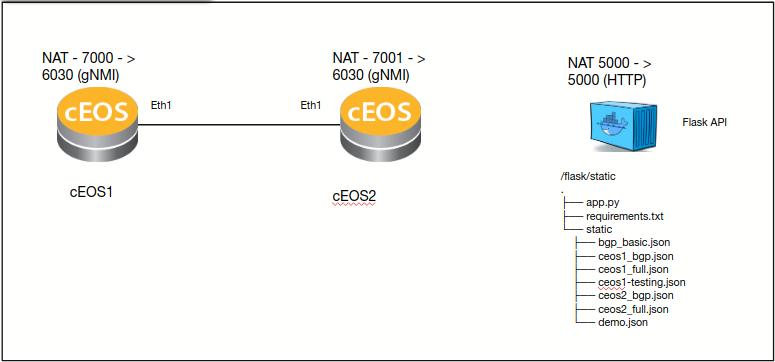 NAT - 7000 - >
6030 (gNMI)
cEOS
Eth1
cEOS1
NAT - 7001 - >
6030 (gNMI)
Eth1
cEOS
cEOS2
NAT 5000 - >
5000 (HTTP)
Flask API
/flask/static
.
├── app.py
├── requirements.txt
└── static
├── bgp_basic.json
├── ceos1_bgp.json
├── ceos1_full.json
├── ceos1-testing.json
├── ceos2_bgp.json
├── ceos2_full.json
└── demo.json